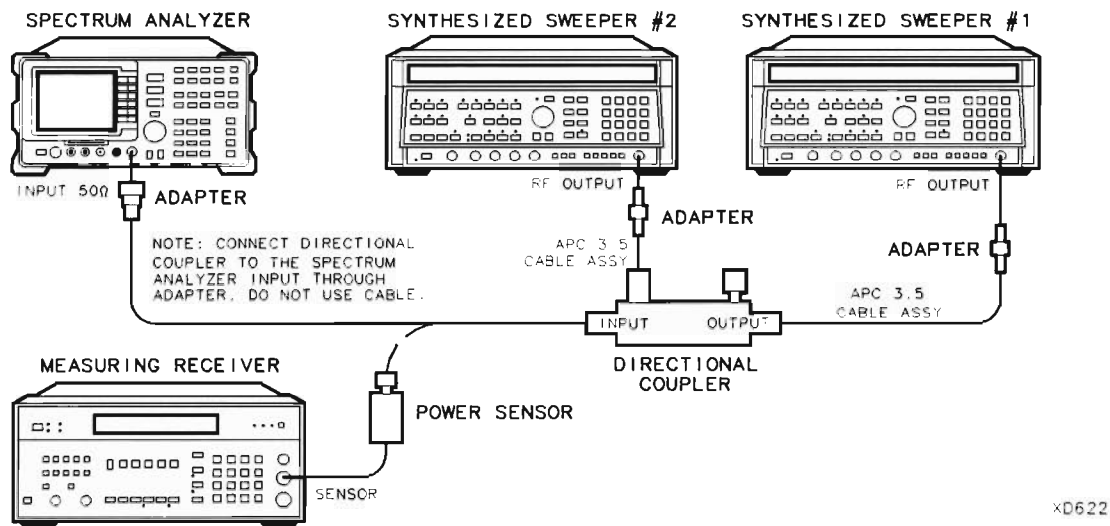 SPECTRUM ANALYZER
SYNTHESIZED SWEEPER #2
SYNTHESIZED SWEEPER #1
INPUT 50Ω
ADAPTER
RF OUTPUT
RF OUTPUT
ADAPTER
ADAPTER
NOTE: CONNECT DIRECTIONAL
COUPLER TO THE SPECTRUM
ANALYZER INPUT THROUGH
ADAPTER. DO NOT USE CABLE.
APC 3.5
CABLE ASSY
APC 3.5
CABLE ASSY
INPUT
OUTPUT
DIRECTIONAL
COUPLER
MEASURING RECEIVER
POWER SENSOR
SENSOR
XD622